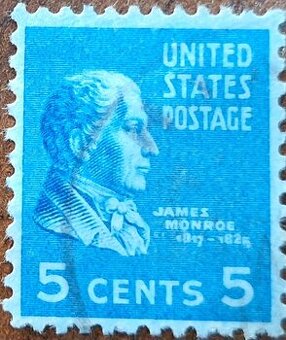 UNITED
STATES
POSTAGE
JAMES
MONROE
1817-1825
5 CENTS 5